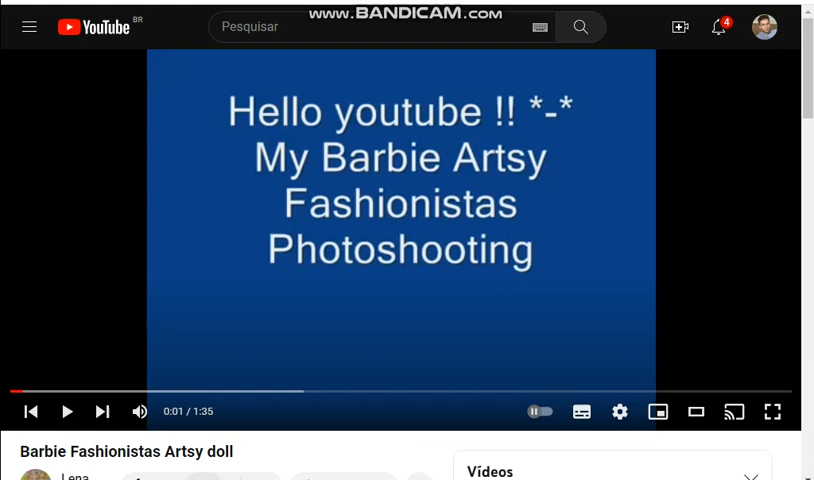 www.BANDICAM.com
YouTube BR
Pesquisar
4
Hello youtube !! *-*
My Barbie Artsy
Fashionistas
Photoshooting
0:01 / 1:35
Barbie Fashionistas Artsy doll
Lena
Vídeos